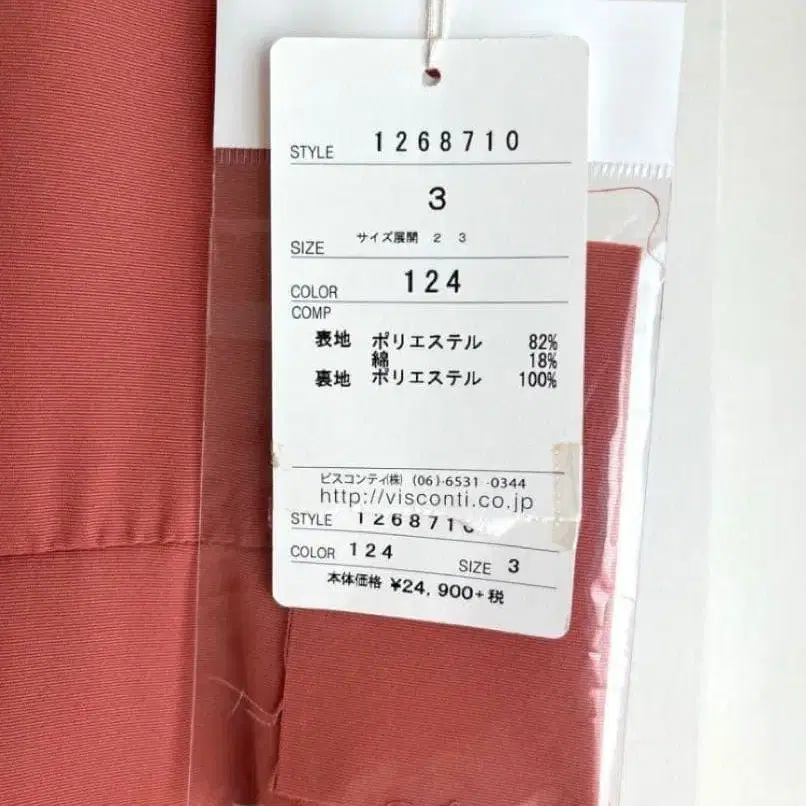 STYLE 1268710
3
サイズ展開 2 3
SIZE
COLOR 124
COMP
表地 ポリエステル 82%
綿 18%
裏地 ポリエステル 100%
ビスコンティ(株) (06)-6531-0344
http://visconti.co.jp
STYLE 1268710
COLOR 124 SIZE 3
本体価格 ¥24,900+税